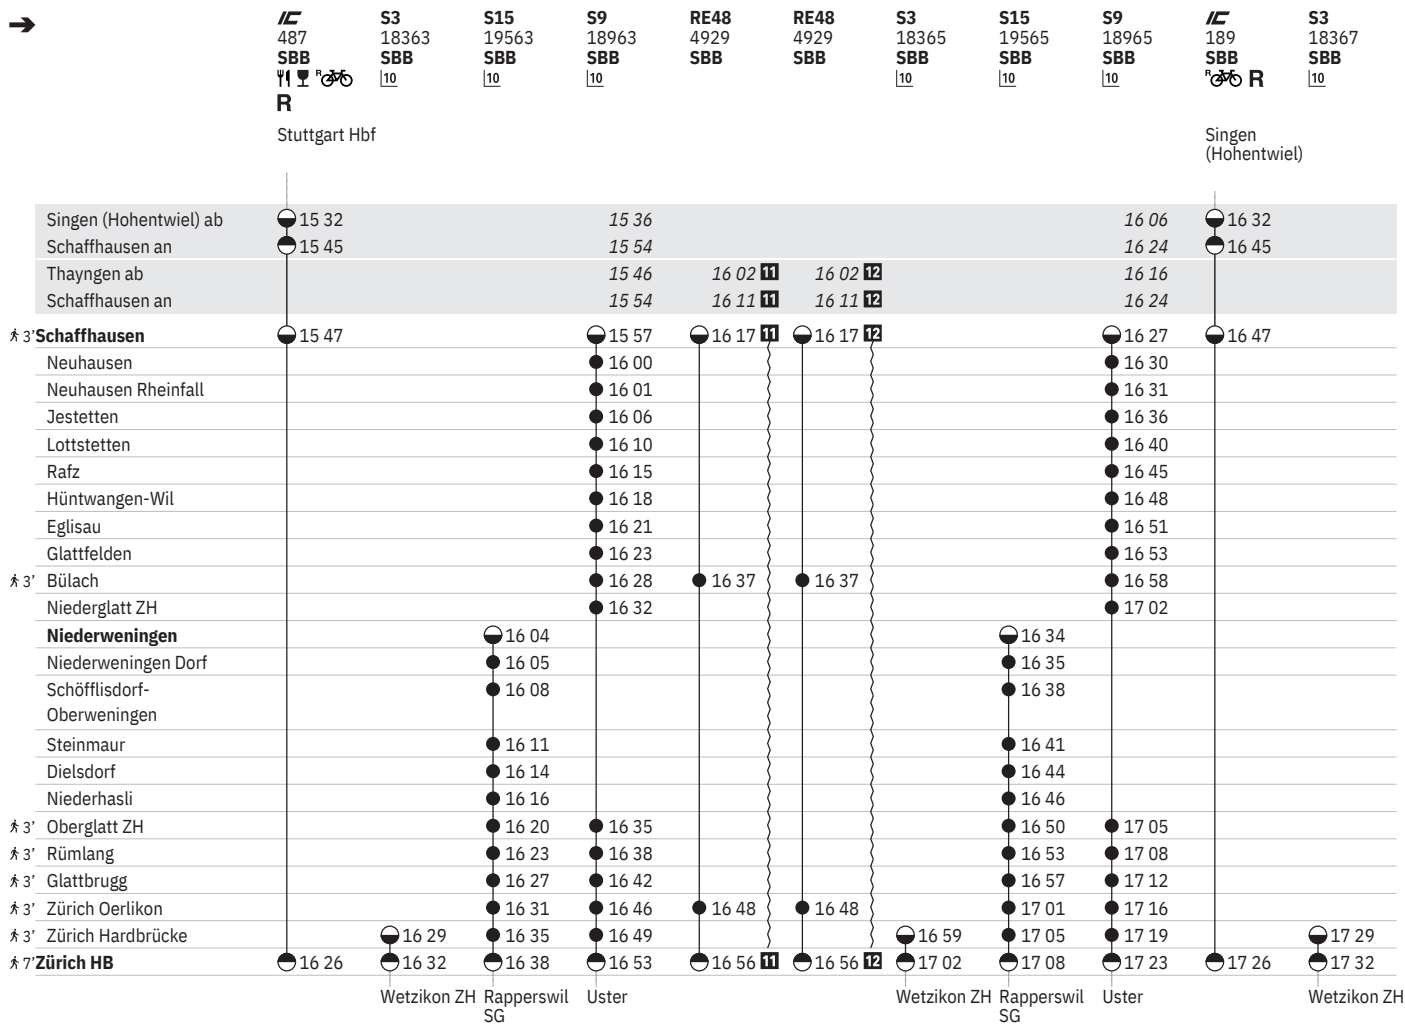 IC S3 S15 S9 RE48 RE48 S3 S15 S9 IC S3
487 18363 19563 18963 4929 4929 18365 19565 18965 189 18367
SBB SBB SBB SBB SBB SBB SBB SBB SBB SBB SBB
R 10 10 10 10 10 10 R R 10
R
Stuttgart Hbf Singen
(Hohentwiel)
Singen (Hohentwiel) ab 15 32 15 36 16 06 16 32
Schaffhausen an 15 45 15 54 16 24 16 45
Thayngen ab 15 46 16 02 11 16 02 12 16 16
Schaffhausen an 15 54 16 11 11 16 11 12 16 24
3' Schaffhausen 15 47 15 57 16 17 11 16 17 12 16 27 16 47
Neuhausen 16 00 16 30
Neuhausen Rheinfall 16 01 16 31
Jestetten 16 06 16 36
Lottstetten 16 10 16 40
Rafz 16 15 16 45
Hüntwangen-Wil 16 18 16 48
Eglisau 16 21 16 51
Glattfelden 16 23 16 53
3' Bülach 16 28 16 37 16 37 16 58
Niederglatt ZH 16 32 17 02
Niederweningen 16 04 16 34
Niederweningen Dorf 16 05 16 35
Schöfflisdorf- 16 08 16 38
Oberweningen
Steinmaur 16 11 16 41
Dielsdorf 16 14 16 44
Niederhasli 16 16 16 46
3' Oberglatt ZH 16 20 16 35 16 50 17 05
3' Rümlang 16 23 16 38 16 53 17 08
3' Glattbrugg 16 27 16 42 16 57 17 12
3' Zürich Oerlikon 16 31 16 46 16 48 16 48 17 01 17 16
3' Zürich Hardbrücke 16 29 16 35 16 49 16 59 17 05 17 19 17 29
7' Zürich HB 16 26 16 32 16 38 16 53 16 56 11 16 56 12 17 02 17 08 17 23 17 26 17 32
Wetzikon ZH Rapperswil Uster Wetzikon ZH Rapperswil Uster Wetzikon ZH
SG SG